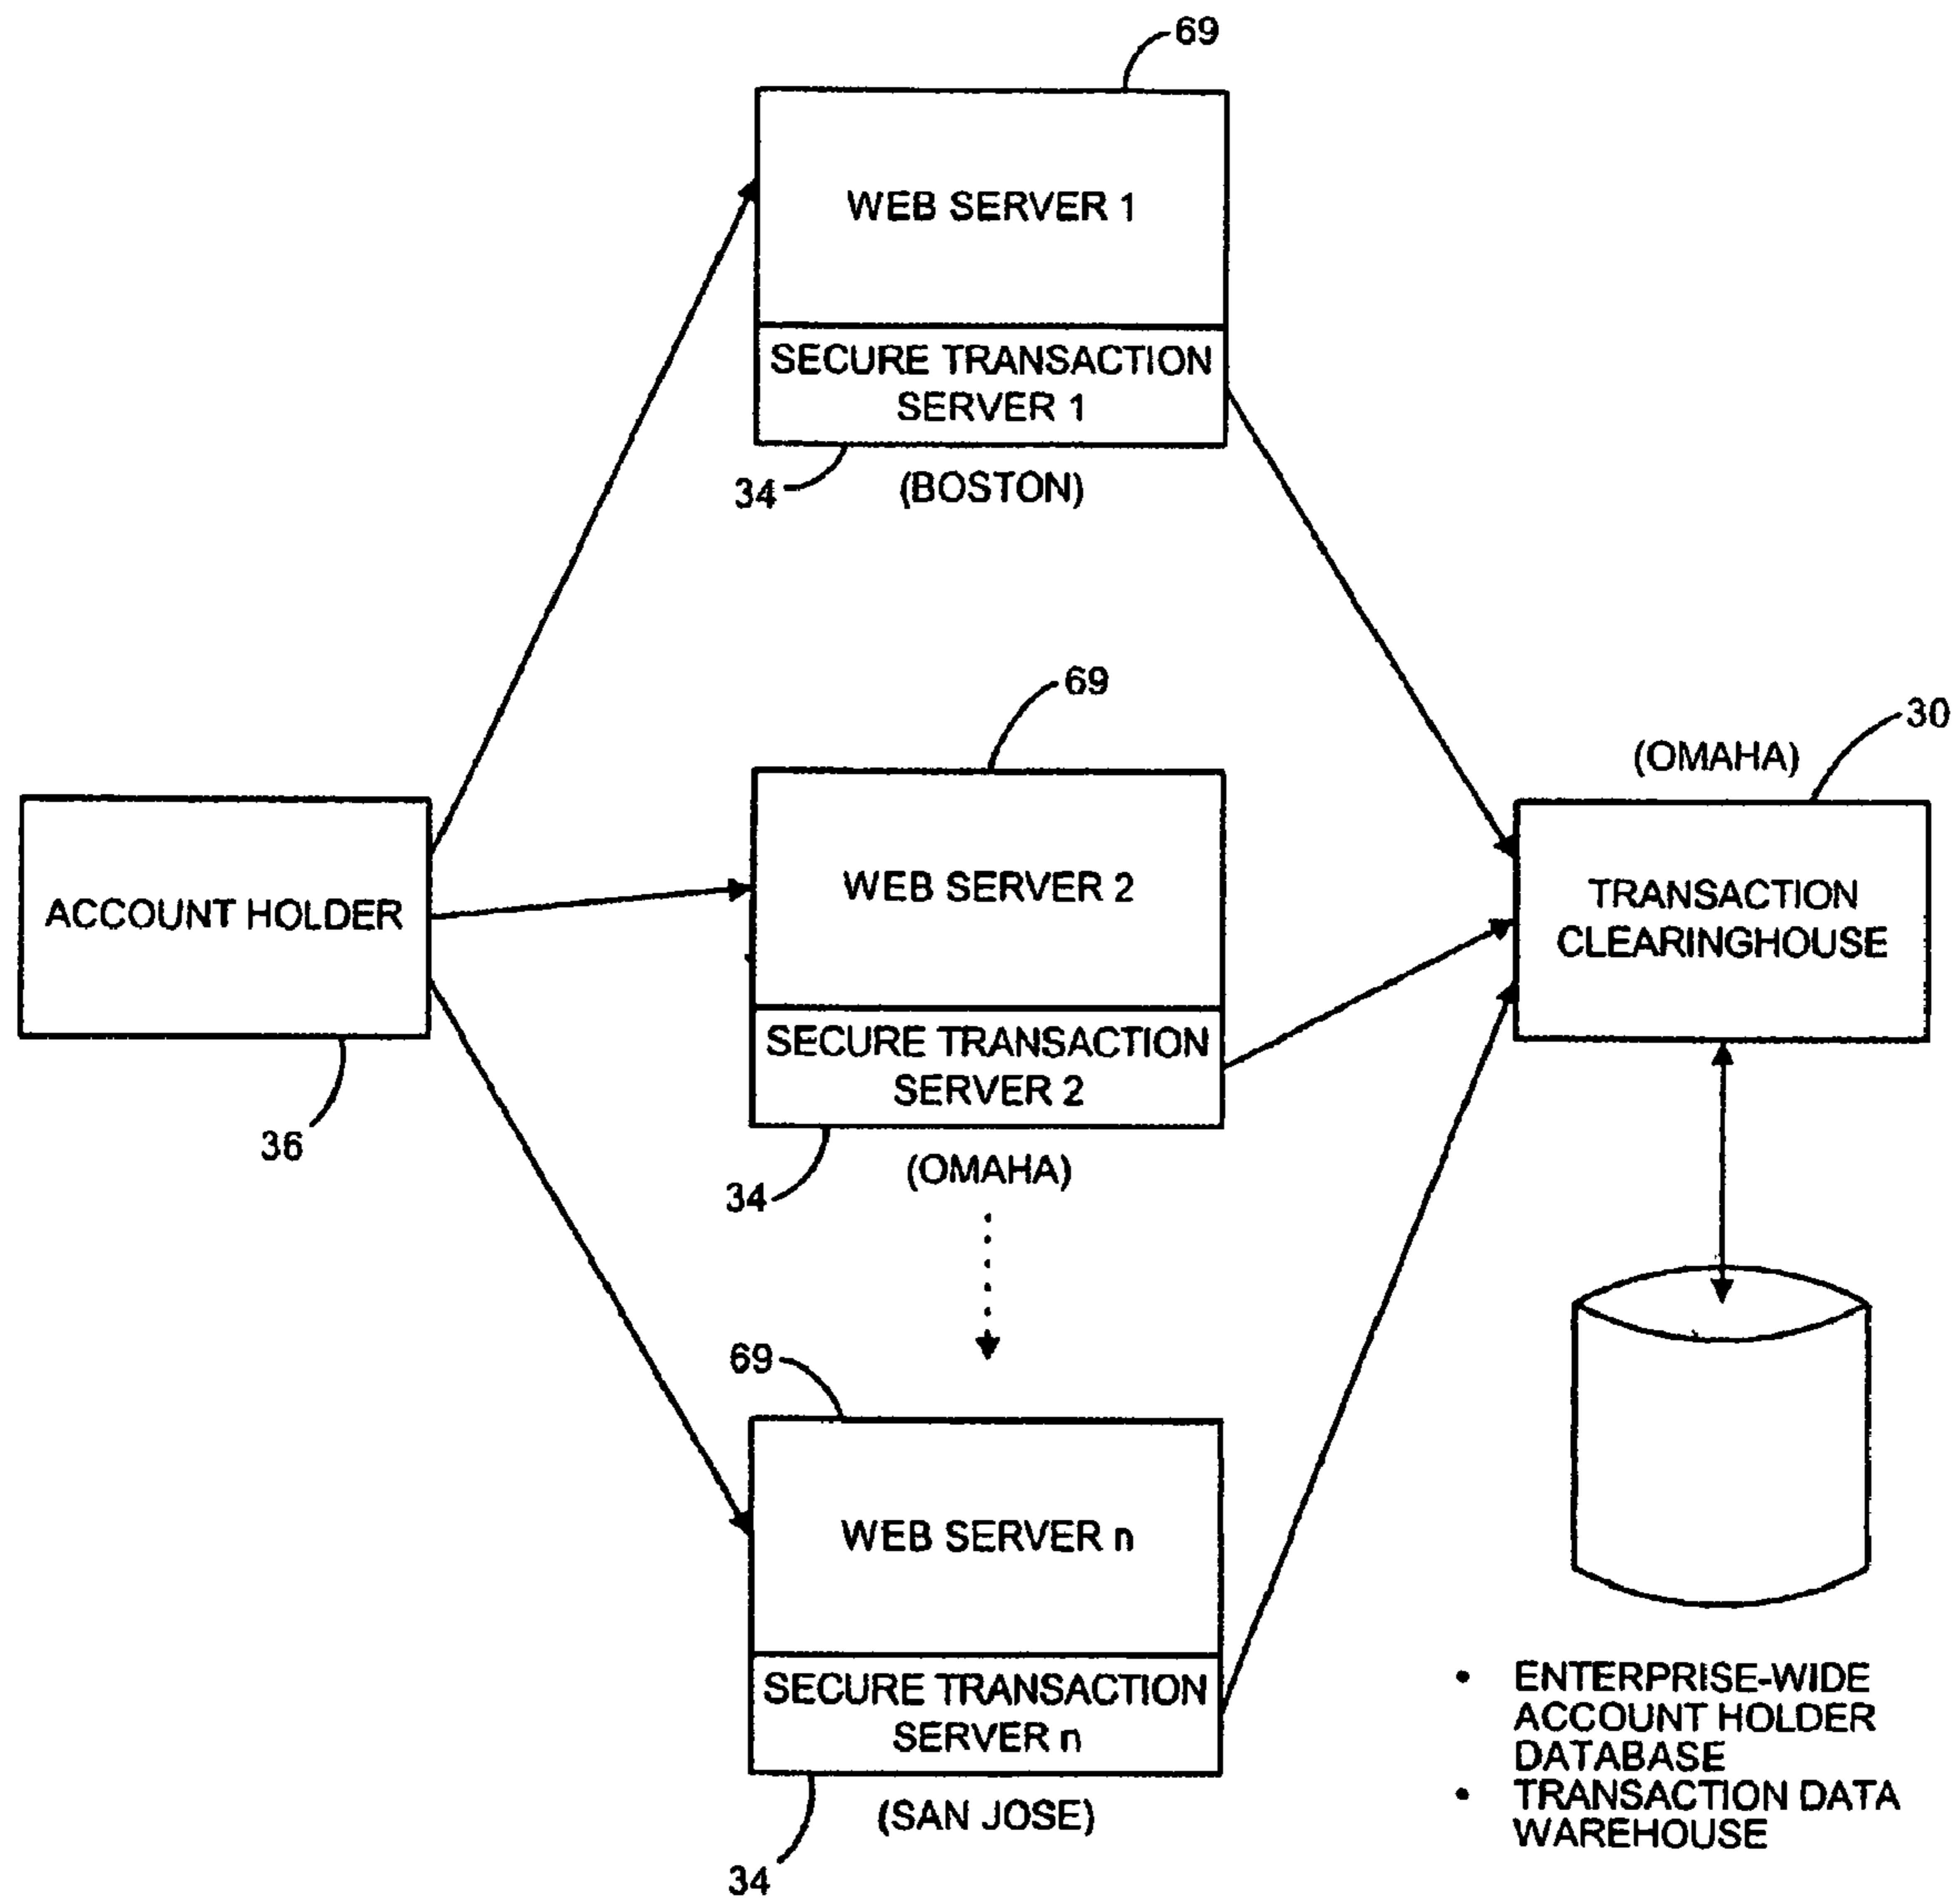 69
WEB SERVER 1
SECURE TRANSACTION
SERVER 1
34
(BOSTON)
69
30
(OMAHA)
ACCOUNT HOLDER
36
WEB SERVER 2
SECURE TRANSACTION
SERVER 2
34
(OMAHA)
TRANSACTION
CLEARINGHOUSE
69
WEB SERVER n
SECURE TRANSACTION
SERVER n
34
(SAN JOSE)
• ENTERPRISE-WIDE
ACCOUNT HOLDER
DATABASE
• TRANSACTION DATA
WAREHOUSE